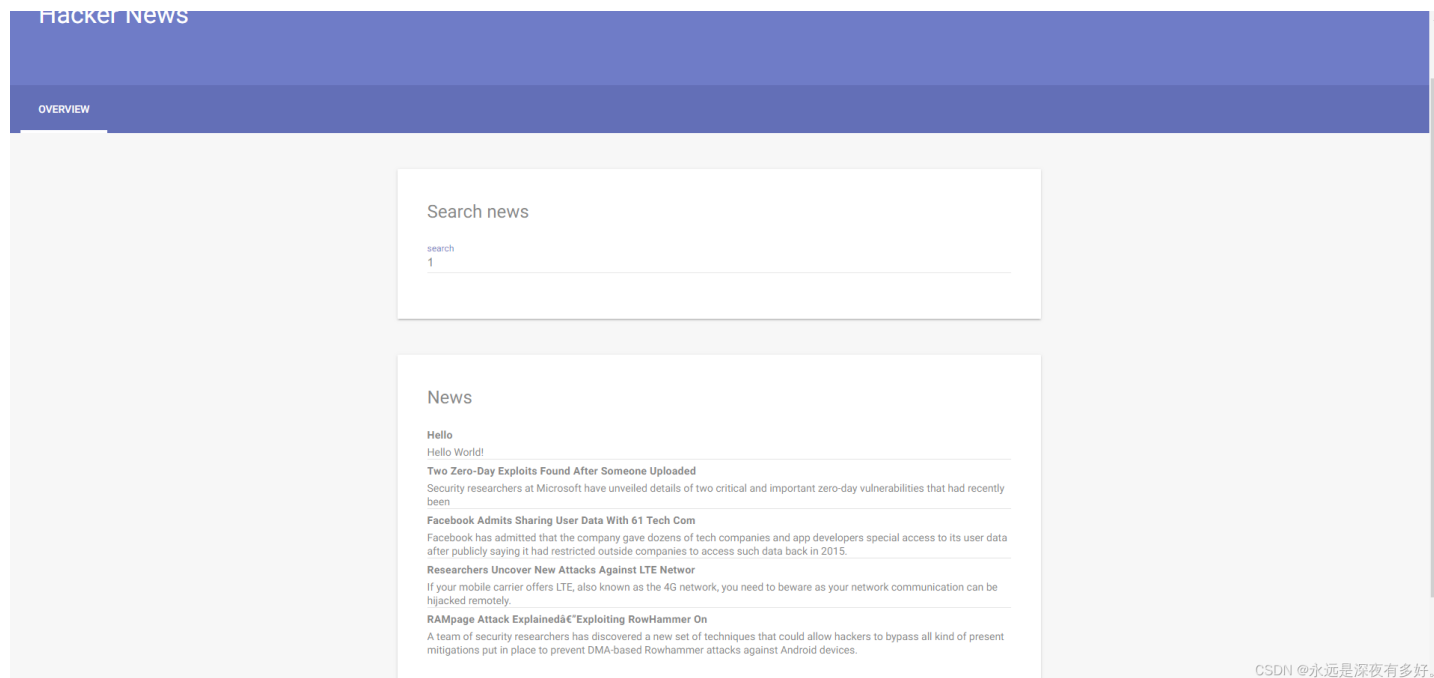 Hacker News
OVERVIEW
Search news
search
1
News
Hello
Hello World!
Two Zero-Day Exploits Found After Someone Uploaded
Security researchers at Microsoft have unveiled details of two critical and important zero-day vulnerabilities that had recently
been
Facebook Admits Sharing User Data With 61 Tech Com
Facebook has admitted that the company gave dozens of tech companies and app developers special access to its user data
after publicly saying it had restricted outside companies to access such data back in 2015.
Researchers Uncover New Attacks Against LTE Networ
If your mobile carrier offers LTE, also known as the 4G network, you need to beware as your network communication can be
hijacked remotely.
RAMpage Attack Explainedâ€“Exploiting RowHammer On
A team of security researchers has discovered a new set of techniques that could allow hackers to bypass all kind of present
mitigations put in place to prevent DMA-based Rowhammer attacks against Android devices.
CSDN @永远是深夜有多好。